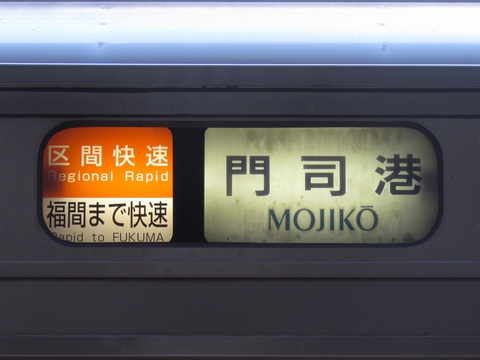 区間快速
Regional Rapid
福間まで快速
Rapid to FUKUMA
門司港
MOJIKŌ